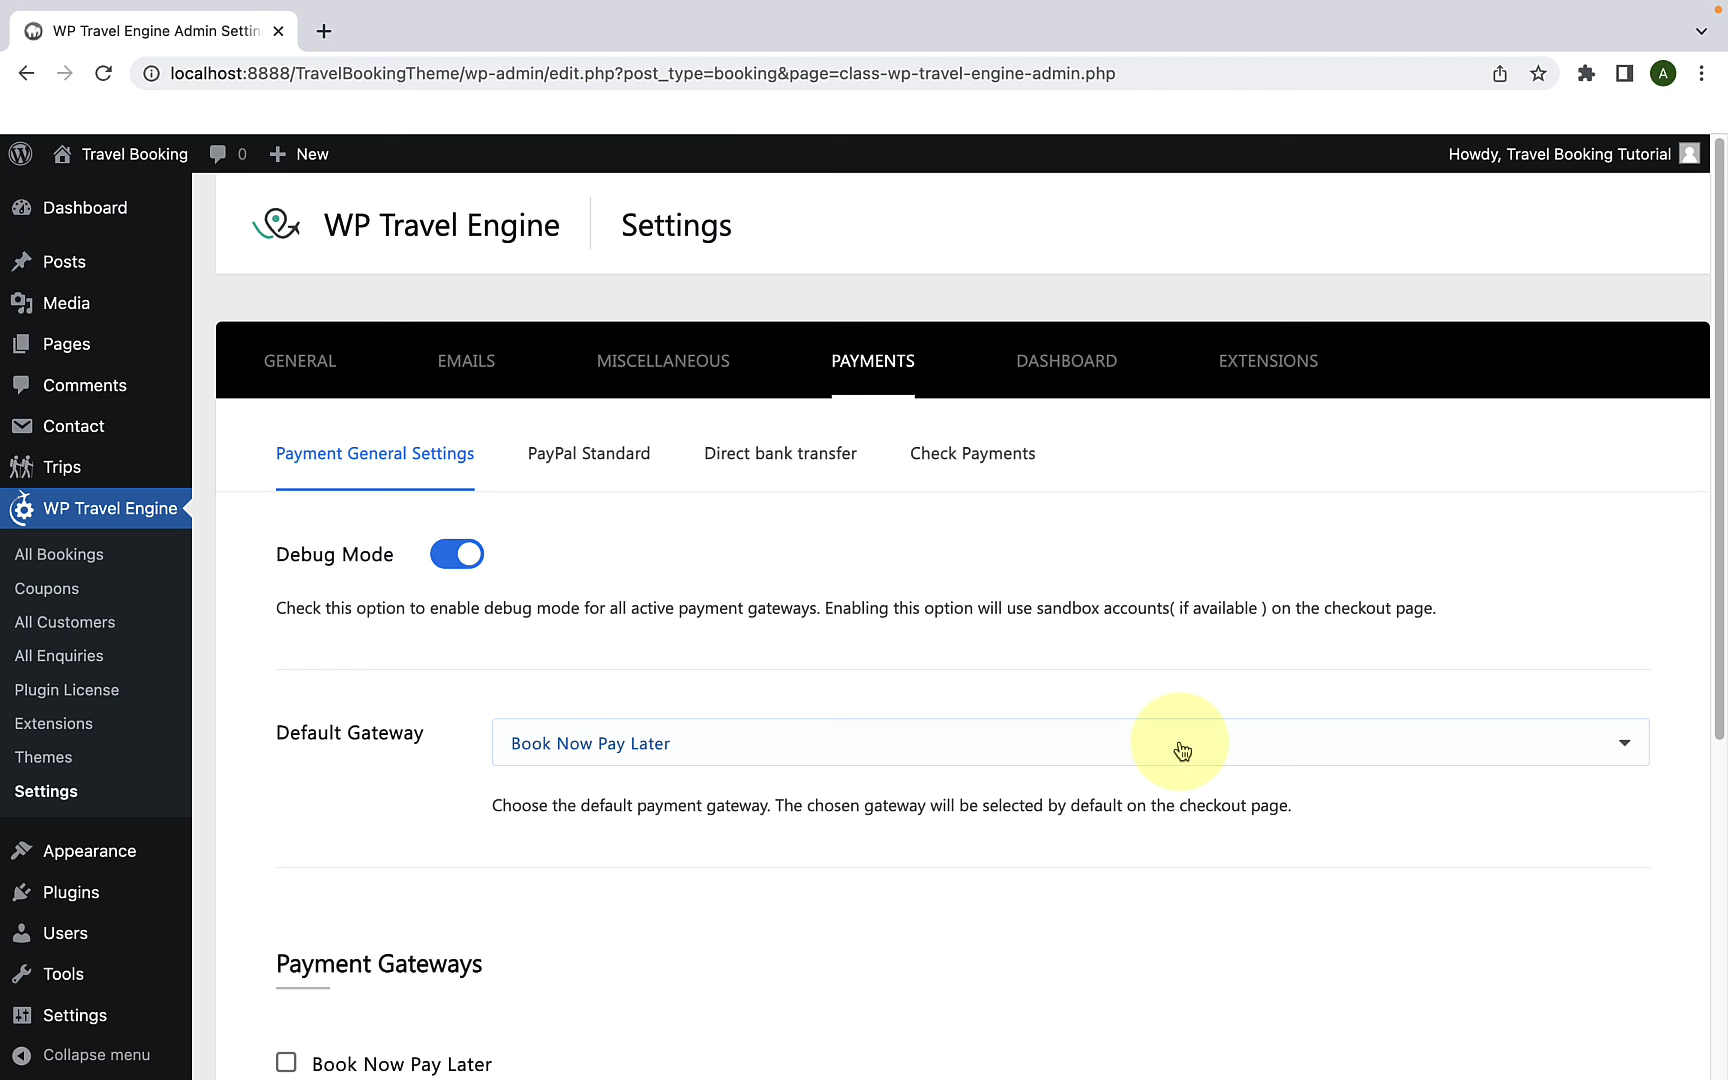 WP Travel Engine Admin Settin
localhost:8888/TravelBookingTheme/wp-admin/edit.php?post_type=booking&page=class-wp-travel-engine-admin.php
A
Travel Booking
0
New
Howdy, Travel Booking Tutorial
Dashboard
Posts
Media
Pages
Comments
Contact
Trips
WP Travel Engine
All Bookings
Coupons
All Customers
All Enquiries
Plugin License
Extensions
Themes
Settings
Appearance
Plugins
Users
Tools
Settings
Collapse menu
WP Travel Engine
Settings
GENERAL
EMAILS
MISCELLANEOUS
PAYMENTS
DASHBOARD
EXTENSIONS
Payment General Settings
PayPal Standard
Direct bank transfer
Check Payments
Debug Mode
Check this option to enable debug mode for all active payment gateways. Enabling this option will use sandbox accounts( if available ) on the checkout page.
Default Gateway
Book Now Pay Later
Choose the default payment gateway. The chosen gateway will be selected by default on the checkout page.
Payment Gateways
Book Now Pay Later